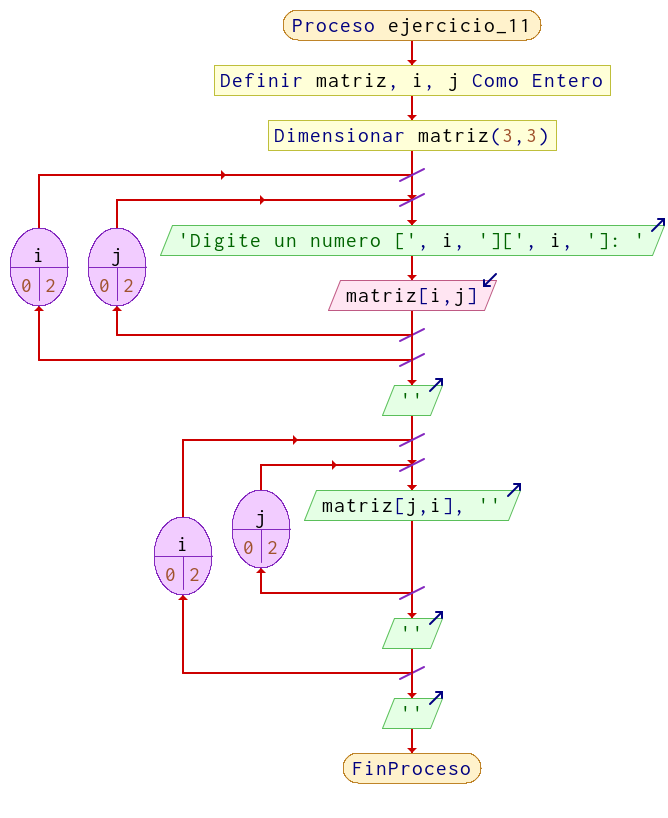 Proceso ejercicio_11
Definir matriz, i, j Como Entero
Dimensionar matriz(3,3)
'Digite un numero [', i, '][', i, ']: '
i
0 2
j
0 2
matriz[i,j]
''
matriz[j,i], ''
j
0 2
i
0 2
''
''
FinProceso